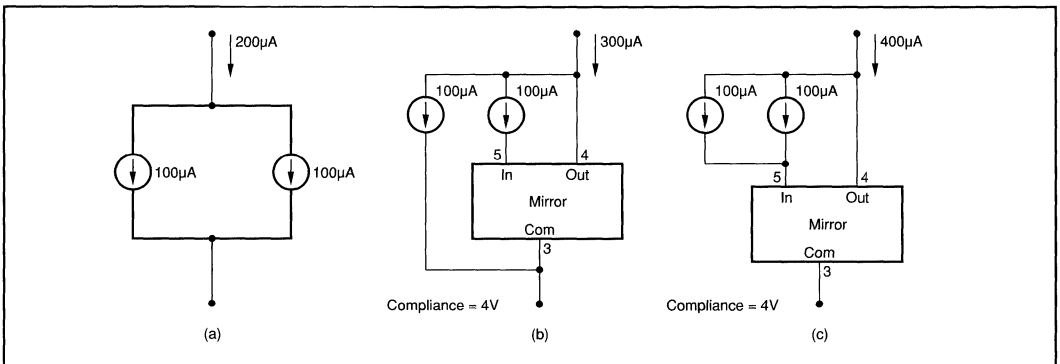 200μA
100μA
100μA
(a)
300μA
100μA
100μA
5
4
In
Out
Mirror
Com
3
Compliance = 4V
(b)
400μA
100μA
100μA
5
4
In
Out
Mirror
Com
3
Compliance = 4V
(c)